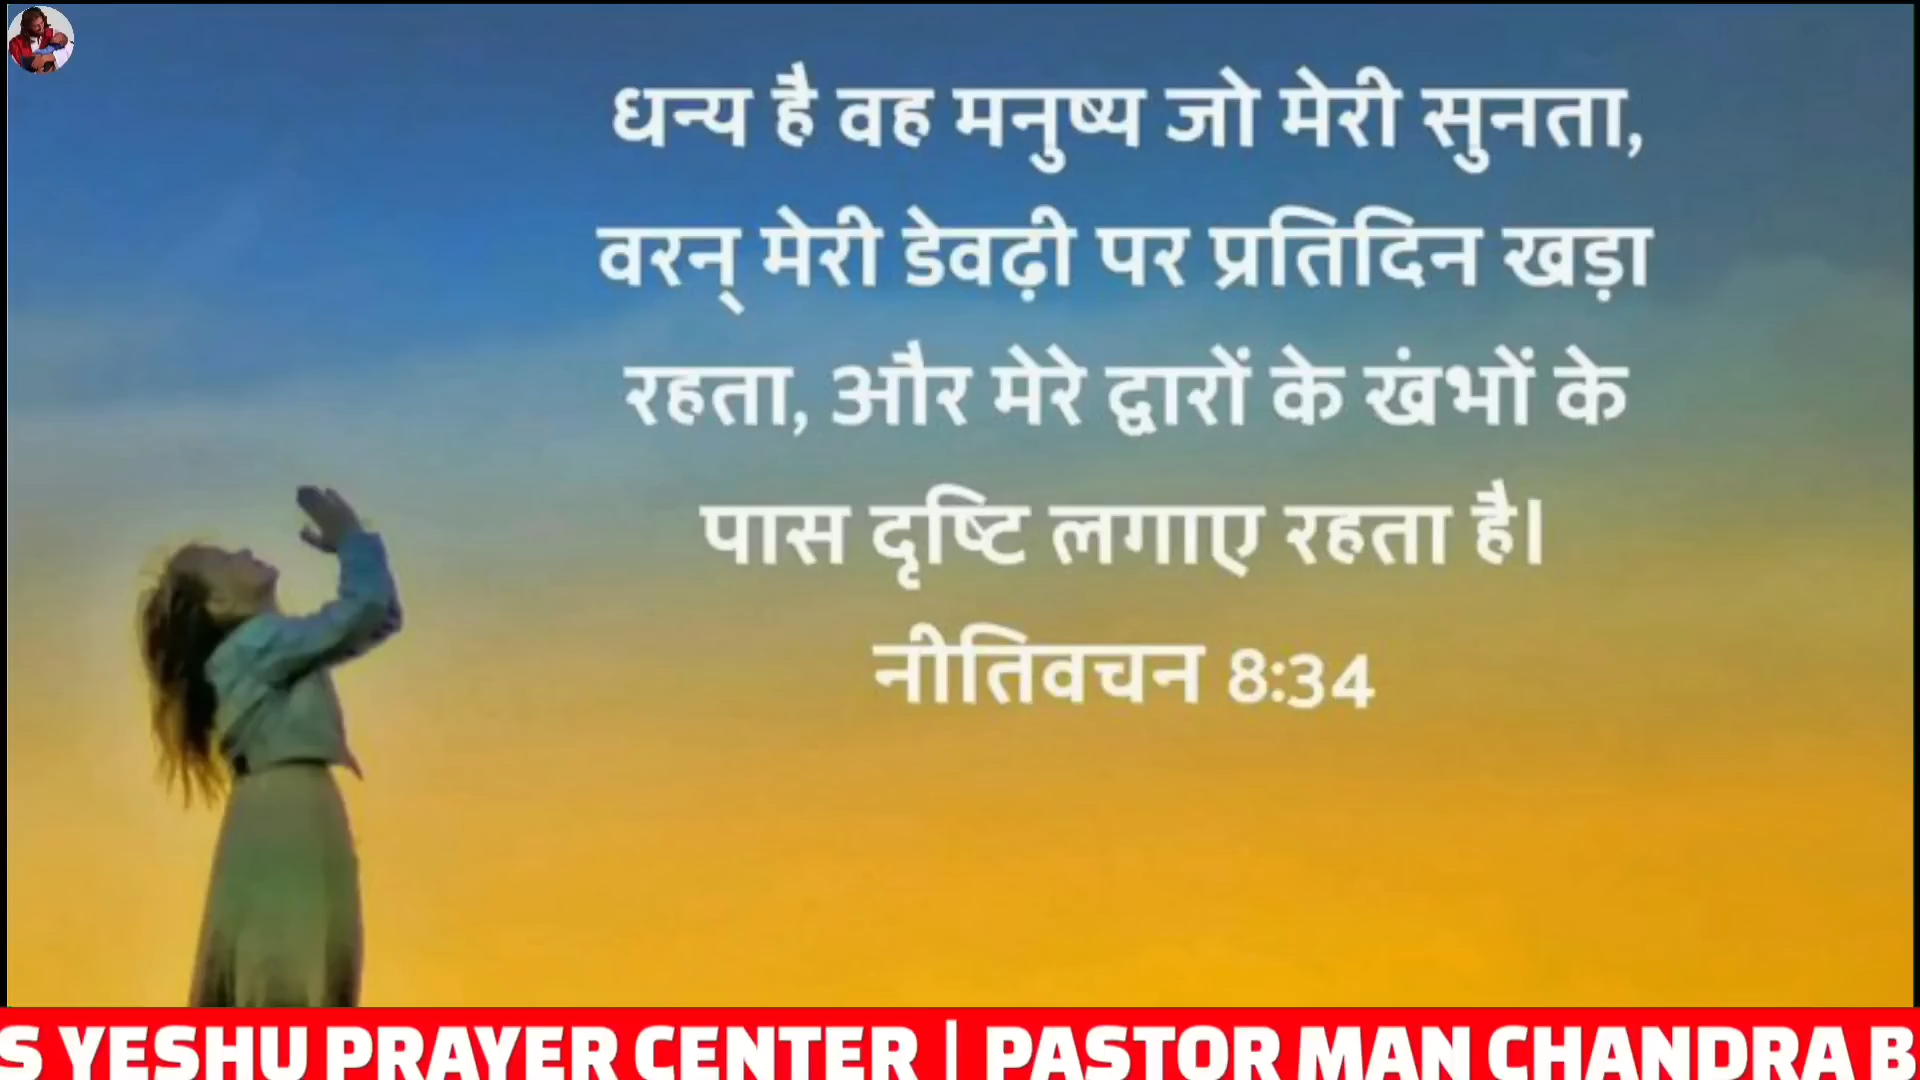 धन्य है वह मनुष्य जो मेरी सुनता,
वरन् मेरी डेवढ़ी पर प्रतिदिन खड़ा
रहता, और मेरे द्वारों के खंभों के
पास दृष्टि लगाए रहता है।
नीतिवचन 8:34
S YESHU PRAYER CENTER | PASTOR MAN CHANDRA B